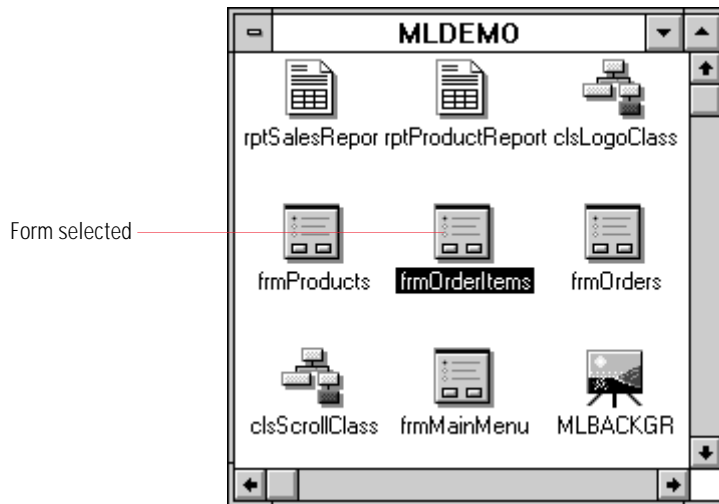 MLDEMO
rptSalesRepor rptProductReport clsLogoClass
Form selected
frmProducts frmOrderItems frmOrders
clsScrollClass frmMainMenu MLBACKGR